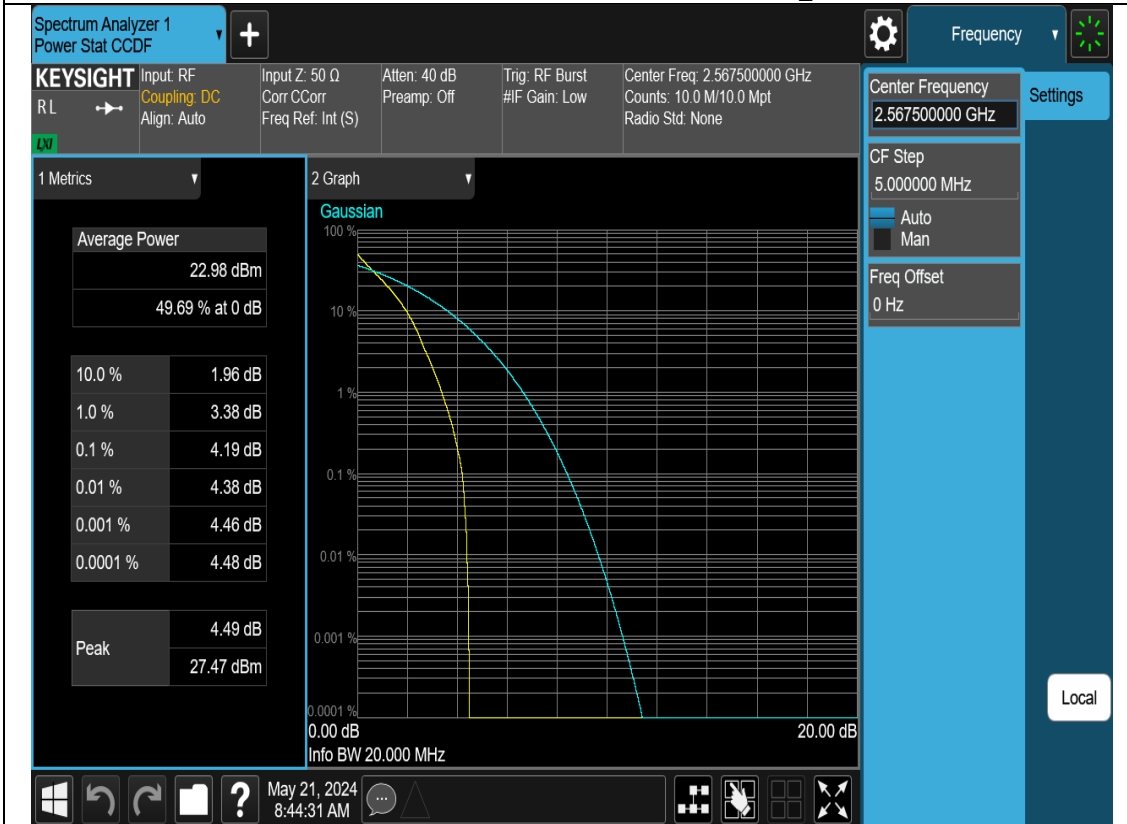 Spectrum Analyzer 1
Power Stat CCDF
Frequency
KEYSIGHT
RL
LXI
Input: RF
Coupling: DC
Align: Auto
Input Z: 50 Ω
Corr CCorr
Freq Ref: Int (S)
Atten: 40 dB
Preamp: Off
Trig: RF Burst
#IF Gain: Low
Center Freq: 2.567500000 GHz
Counts: 10.0 M/10.0 Mpt
Radio Std: None
Center Frequency
2.567500000 GHz
Settings
CF Step
5.000000 MHz
Auto
Man
Freq Offset
0 Hz
Local
1 Metrics
Average Power
22.98 dBm
49.69 % at 0 dB
10.0 % 1.96 dB
1.0 % 3.38 dB
0.1 % 4.19 dB
0.01 % 4.38 dB
0.001 % 4.46 dB
0.0001 % 4.48 dB
Peak
4.49 dB
27.47 dBm
2 Graph
Gaussian
100 %
10 %
1 %
0.1 %
0.01 %
0.001 %
0.0001 %
0.00 dB 20.00 dB
Info BW 20.000 MHz
?
May 21, 2024
8:44:31 AM